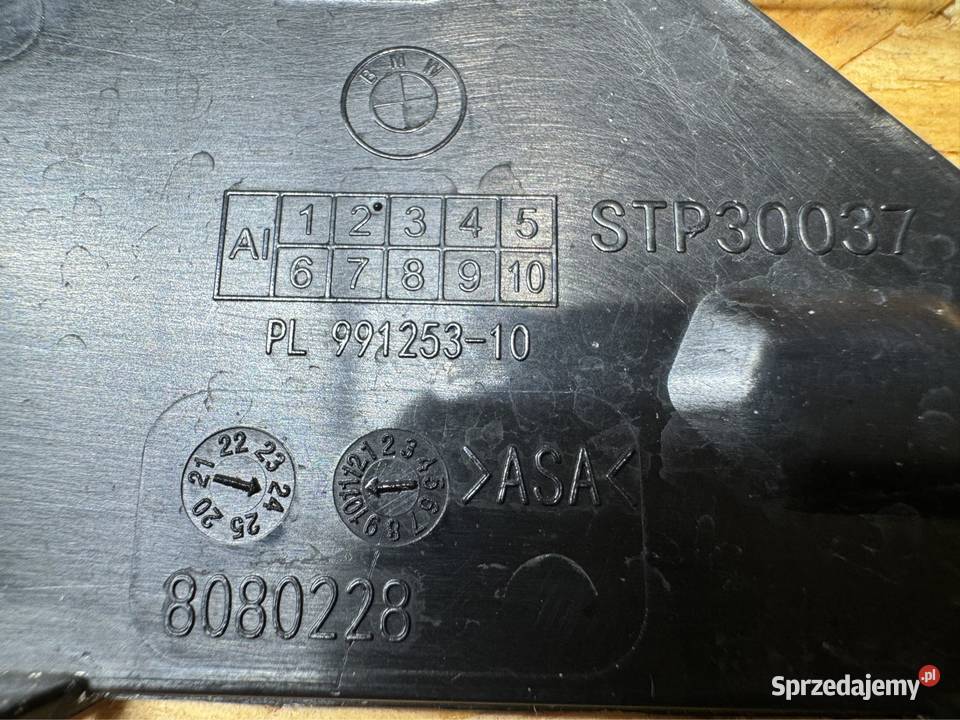 BMW
AI 1 2 3 4 5
6 7 8 9 10
STP30037
PL 991253-10
20 21 22 23 24 25
1 2 3 4 5 6 7 8 9 10 11 12
>ASA<
8080228
Sprzedajemy.pl